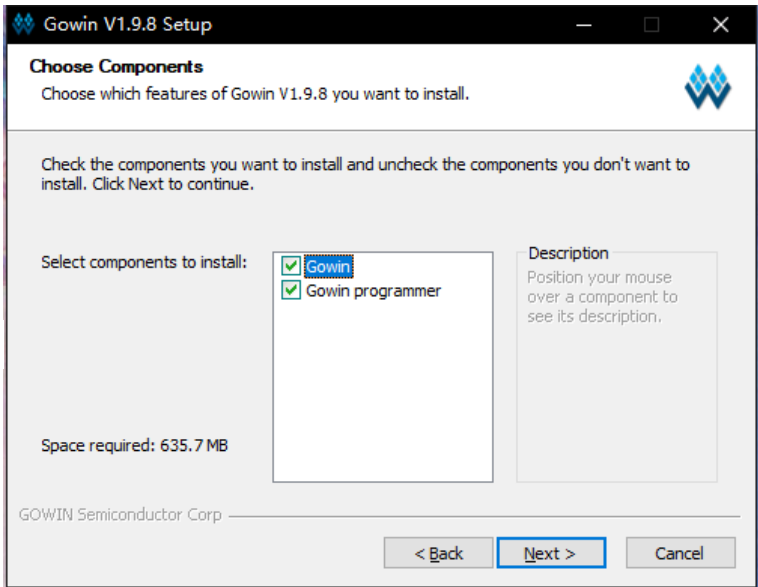 Gowin V1.9.8 Setup
Choose Components
Choose which features of Gowin V1.9.8 you want to install.
Check the components you want to install and uncheck the components you don't want to
install. Click Next to continue.
Select components to install:
Gowin
Gowin programmer
Description
Position your mouse
over a component to
see its description.
Space required: 635.7 MB
GOWIN Semiconductor Corp
< Back
Next >
Cancel